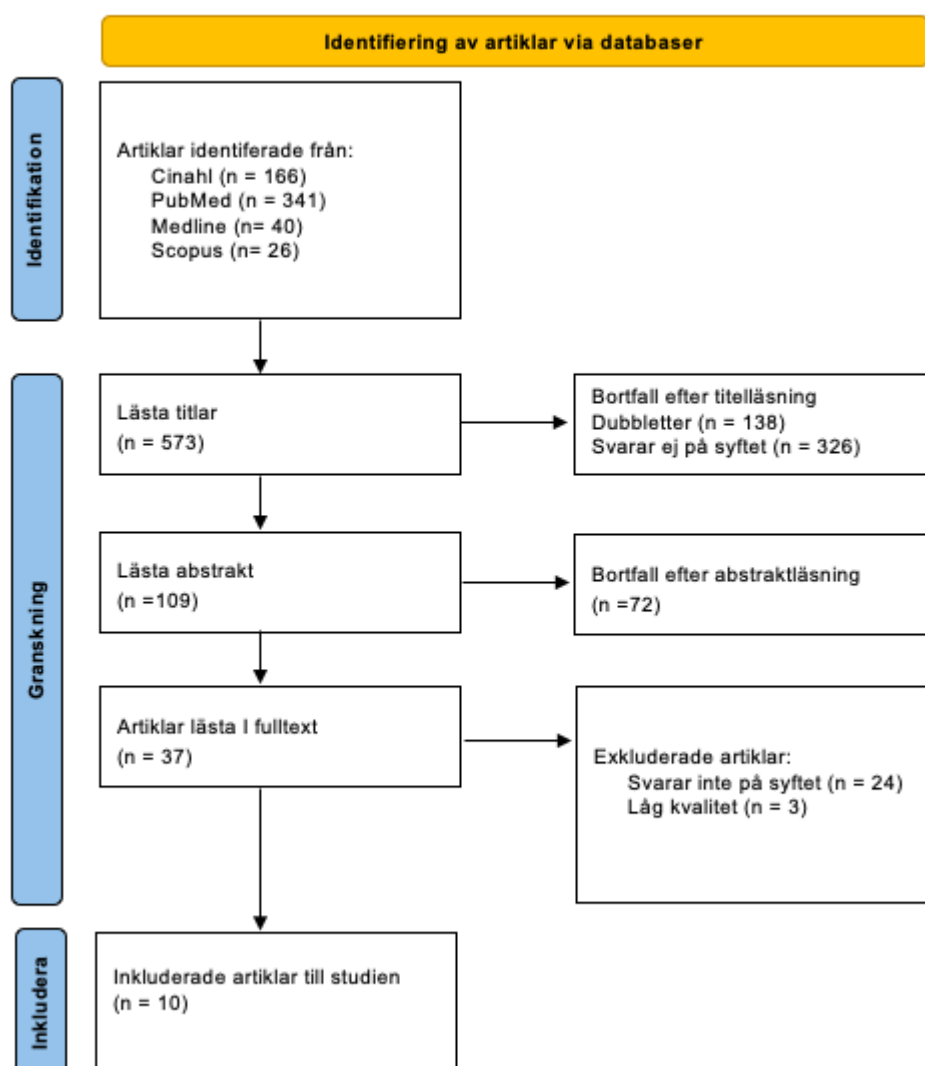 Identifiering av artiklar via databaser
Identifikation
Artiklar identiferade från:
Cinahl (n = 166)
PubMed (n = 341)
Medline (n= 40)
Scopus (n= 26)
Granskning
Lästa titlar
(n = 573)
Bortfall efter titelläsning
Dubbletter (n = 138)
Svarar ej på syftet (n = 326)
Lästa abstrakt
(n =109)
Bortfall efter abstraktläsning
(n =72)
Artiklar lästa I fulltext
(n = 37)
Exkluderade artiklar:
Svarar inte på syftet (n = 24)
Låg kvalitet (n = 3)
Inkludera
Inkluderade artiklar till studien
(n = 10)